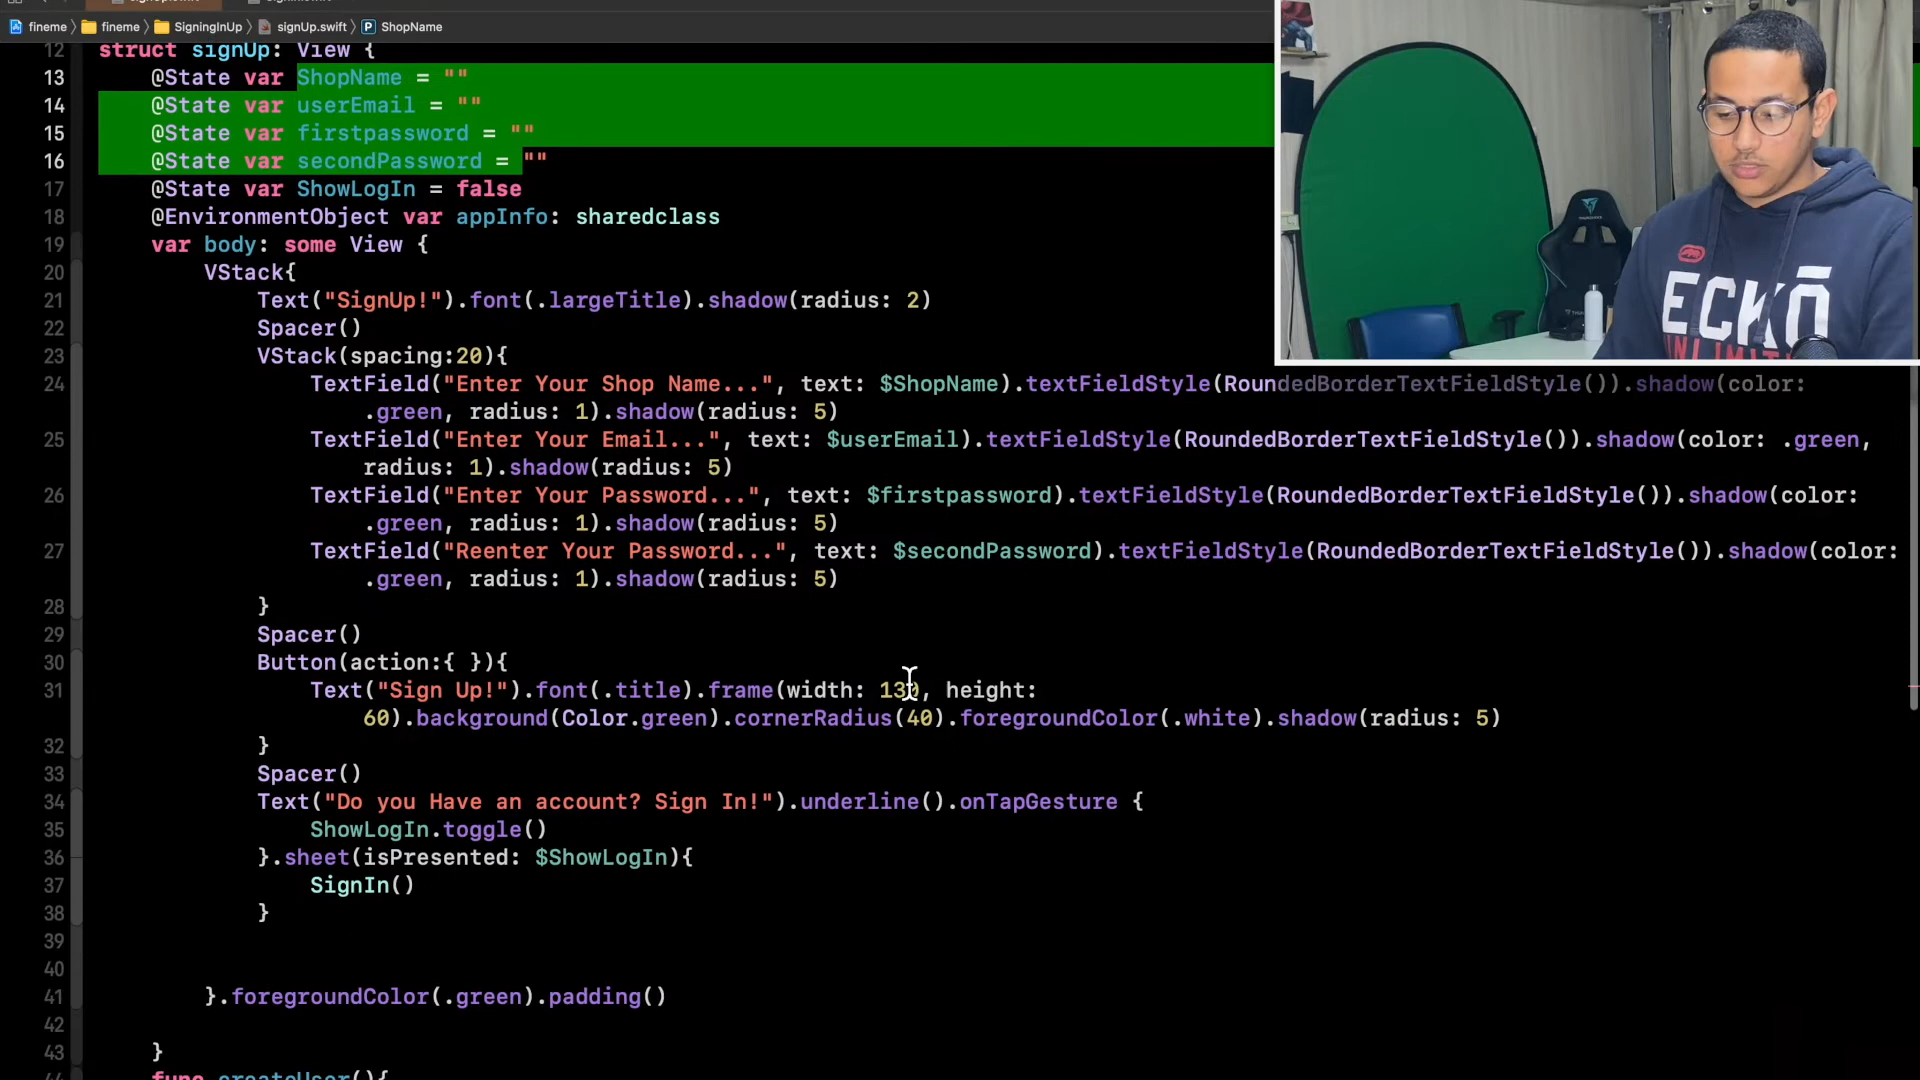 fineme > fineme > SigningInUp > signUp.swift > P ShopName
12 struct signUp: View {
13 @State var ShopName = ""
14 @State var userEmail = ""
15 @State var firstpassword = ""
16 @State var secondPassword = ""
17 @State var ShowLogIn = false
18 @EnvironmentObject var appInfo: sharedclass
19 var body: some View {
20 VStack{
21 Text("SignUp!").font(.largeTitle).shadow(radius: 2)
22 Spacer()
23 VStack(spacing:20){
24 TextField("Enter Your Shop Name...", text: $ShopName).textFieldStyle(RoundedBorderTextFieldStyle()).shadow(color:
.green, radius: 1).shadow(radius: 5)
25 TextField("Enter Your Email...", text: $userEmail).textFieldStyle(RoundedBorderTextFieldStyle()).shadow(color: .green,
radius: 1).shadow(radius: 5)
26 TextField("Enter Your Password...", text: $firstpassword).textFieldStyle(RoundedBorderTextFieldStyle()).shadow(color:
.green, radius: 1).shadow(radius: 5)
27 TextField("Reenter Your Password...", text: $secondPassword).textFieldStyle(RoundedBorderTextFieldStyle()).shadow(color:
.green, radius: 1).shadow(radius: 5)
28 }
29 Spacer()
30 Button(action:{ }){
31 Text("Sign Up!").font(.title).frame(width: 130, height:
60).background(Color.green).cornerRadius(40).foregroundColor(.white).shadow(radius: 5)
32 }
33 Spacer()
34 Text("Do you Have an account? Sign In!").underline().onTapGesture {
35 ShowLogIn.toggle()
36 }.sheet(isPresented: $ShowLogIn){
37 SignIn()
38 }
39
40
41 }.foregroundColor(.green).padding()
42
43 }
44 func createUser(){
ECKŌ
UNLIMIT